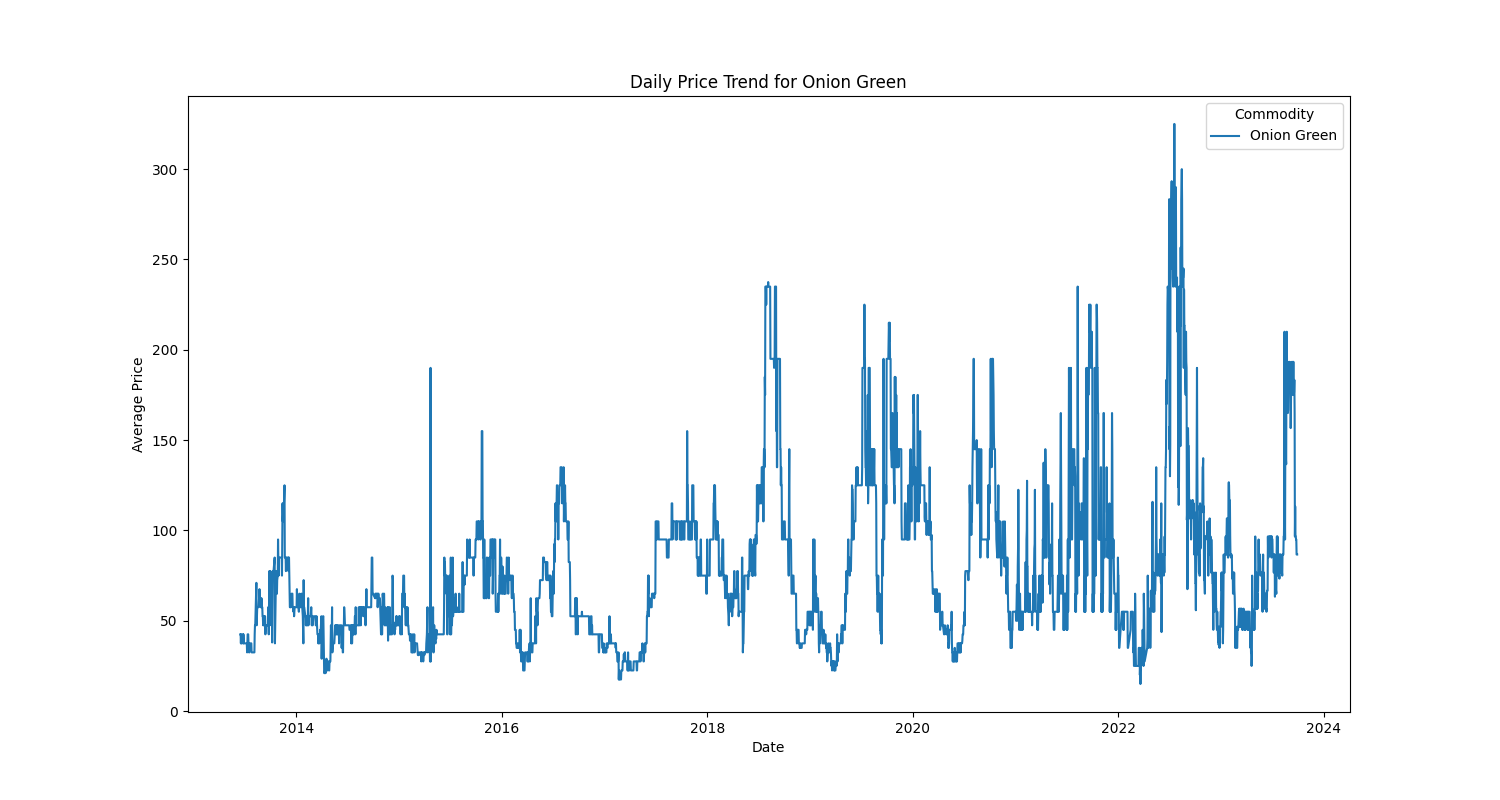 Daily Price Trend for Onion Green
Commodity
Onion Green
300
250
200
150
100
50
0
Average Price
2014
2016
2018
2020
2022
2024
Date